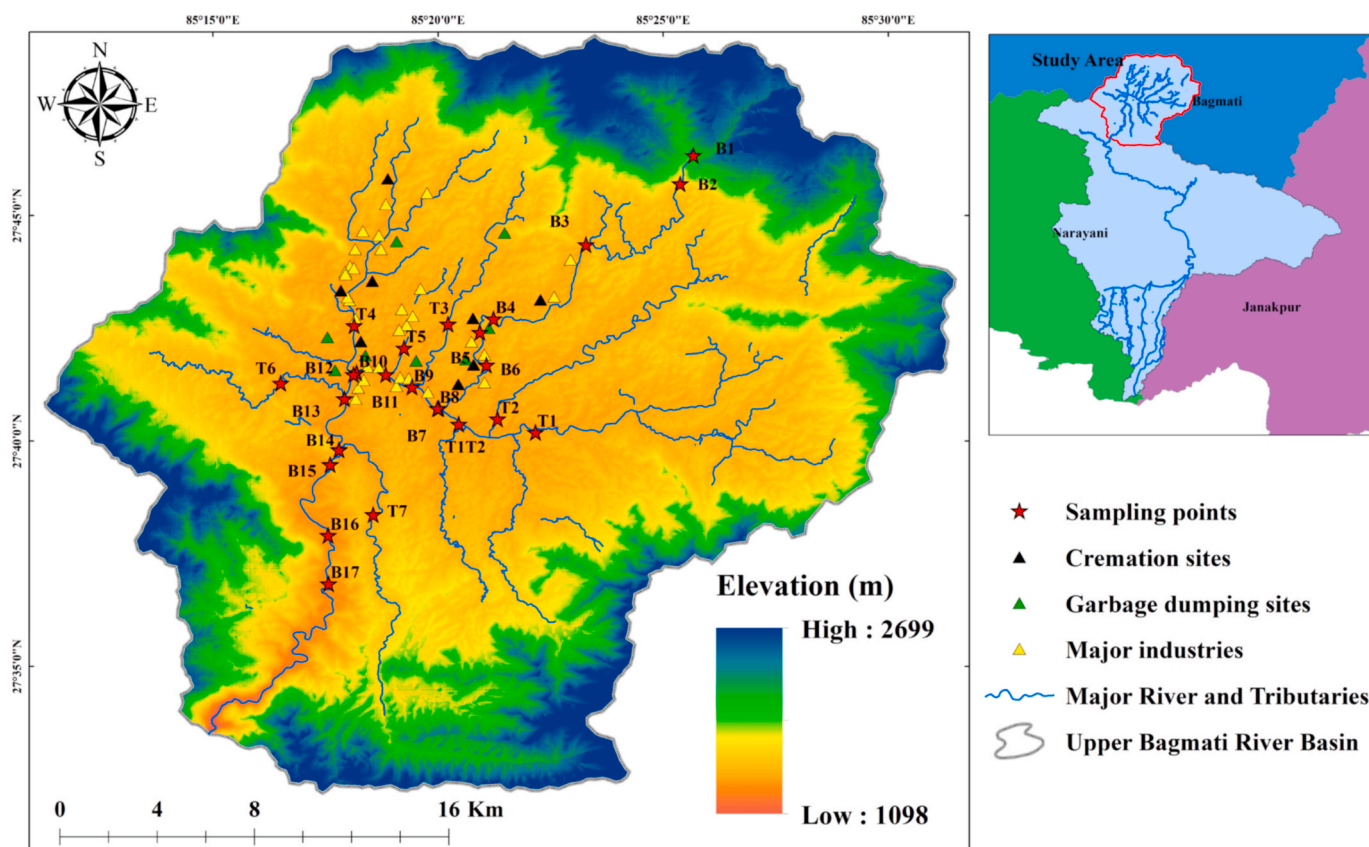 85°15'0"E
85°20'0"E
85°25'0"E
85°30'0"E
N
W
E
S
27°45'0"N
27°40'0"N
27°35'0"N
B1
B2
B3
B4
T3
T4
T5
B5
B6
B10
B12
T6
B9
B11
B13
B8
T2
T1
B7
T1T2
B14
B15
T7
B16
B17
Elevation (m)
High : 2699
Low : 1098
0
4
8
16 Km
Study Area
Bagmati
Narayani
Janakpur
Sampling points
Cremation sites
Garbage dumping sites
Major industries
Major River and Tributaries
Upper Bagmati River Basin